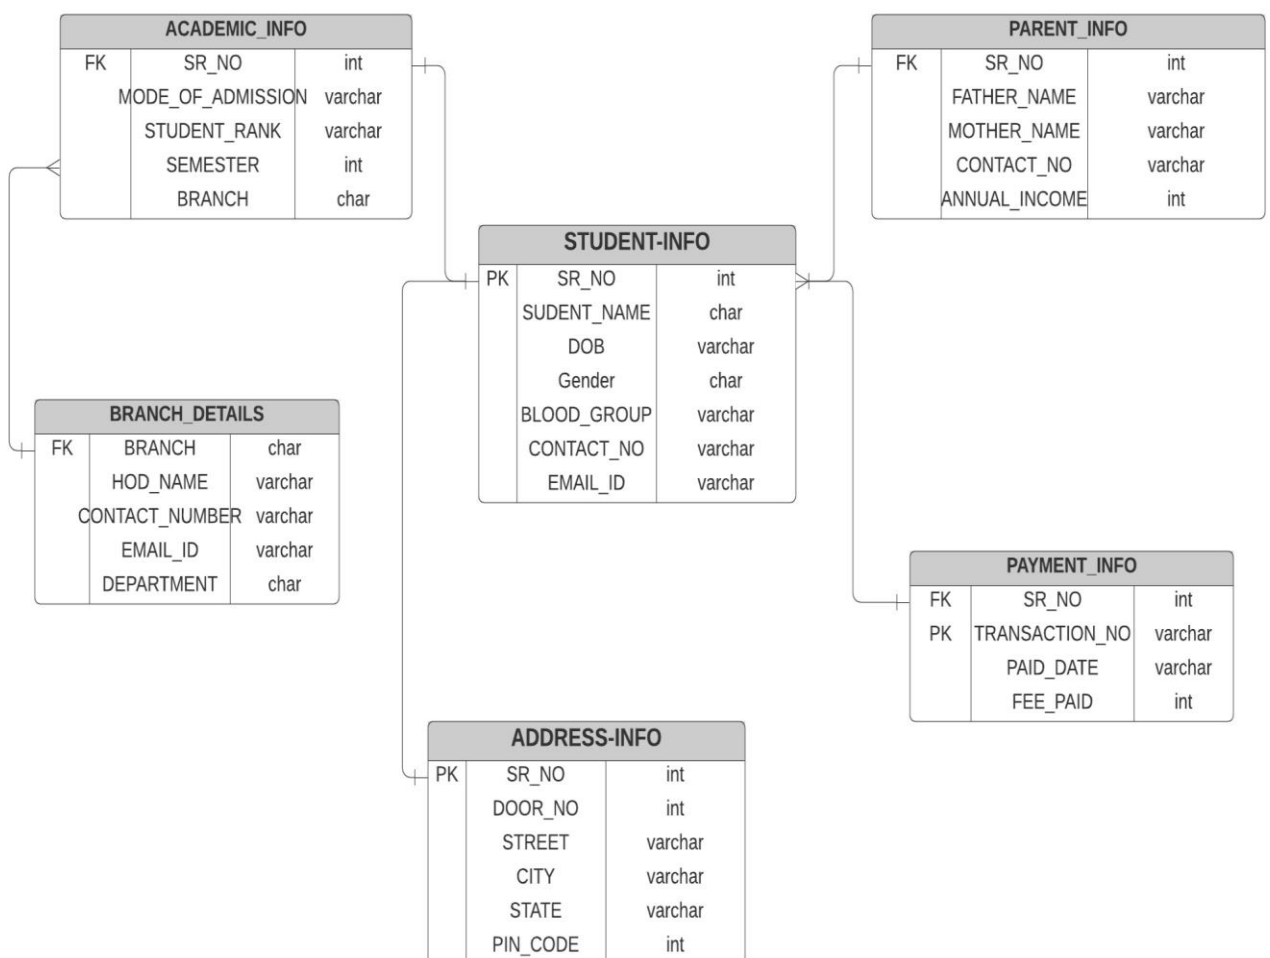 ACADEMIC_INFO
FK SR_NO int
MODE_OF_ADMISSION varchar
STUDENT_RANK varchar
SEMESTER int
BRANCH char
PARENT_INFO
FK SR_NO int
FATHER_NAME varchar
MOTHER_NAME varchar
CONTACT_NO varchar
ANNUAL_INCOME int
STUDENT-INFO
PK SR_NO int
SUDENT_NAME char
DOB varchar
Gender char
BLOOD_GROUP varchar
CONTACT_NO varchar
EMAIL_ID varchar
BRANCH_DETAILS
FK BRANCH char
HOD_NAME varchar
CONTACT_NUMBER varchar
EMAIL_ID varchar
DEPARTMENT char
PAYMENT_INFO
FK SR_NO int
PK TRANSACTION_NO varchar
PAID_DATE varchar
FEE_PAID int
ADDRESS-INFO
PK SR_NO int
DOOR_NO int
STREET varchar
CITY varchar
STATE varchar
PIN_CODE int